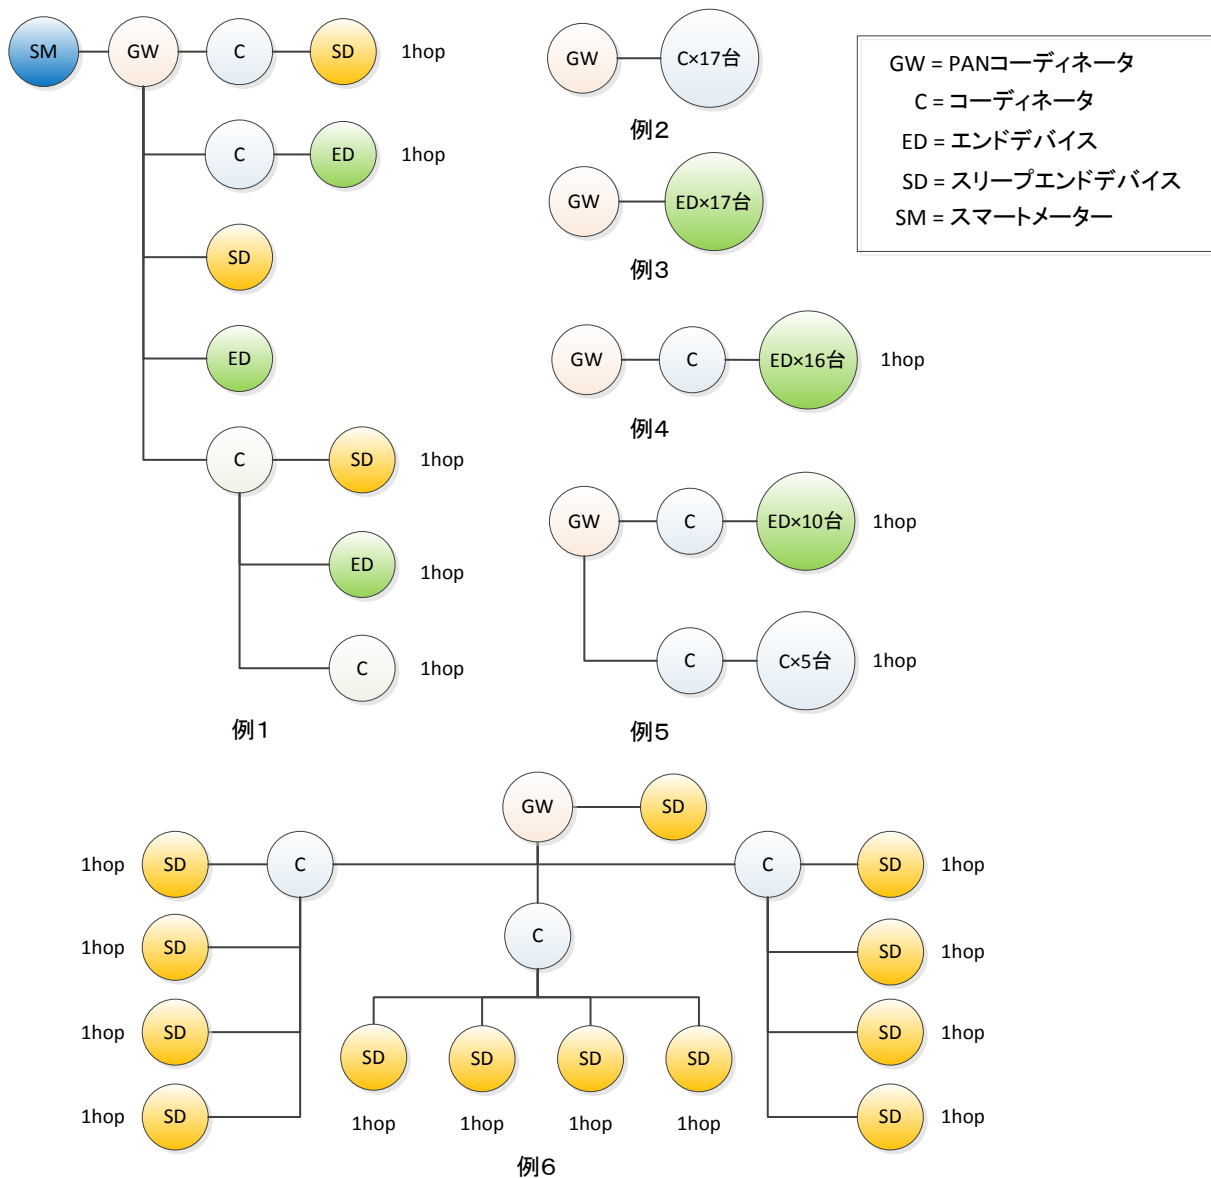 SM
GW
C
SD
1hop
C
ED
1hop
SD
ED
C
SD
1hop
ED
1hop
C
1hop
例1
GW
C×17台
例2
GW
ED×17台
例3
GW
C
ED×16台
1hop
例4
GW
C
ED×10台
1hop
C
C×5台
1hop
例5
GW = PANコーディネータ
C = コーディネータ
ED = エンドデバイス
SD = スリープエンドデバイス
SM = スマートメーター
GW
SD
1hop
SD
C
C
SD
1hop
1hop
SD
C
SD
1hop
1hop
SD
SD
1hop
SD
SD
SD
SD
1hop
SD
SD
1hop
1hop
1hop
1hop
1hop
例6